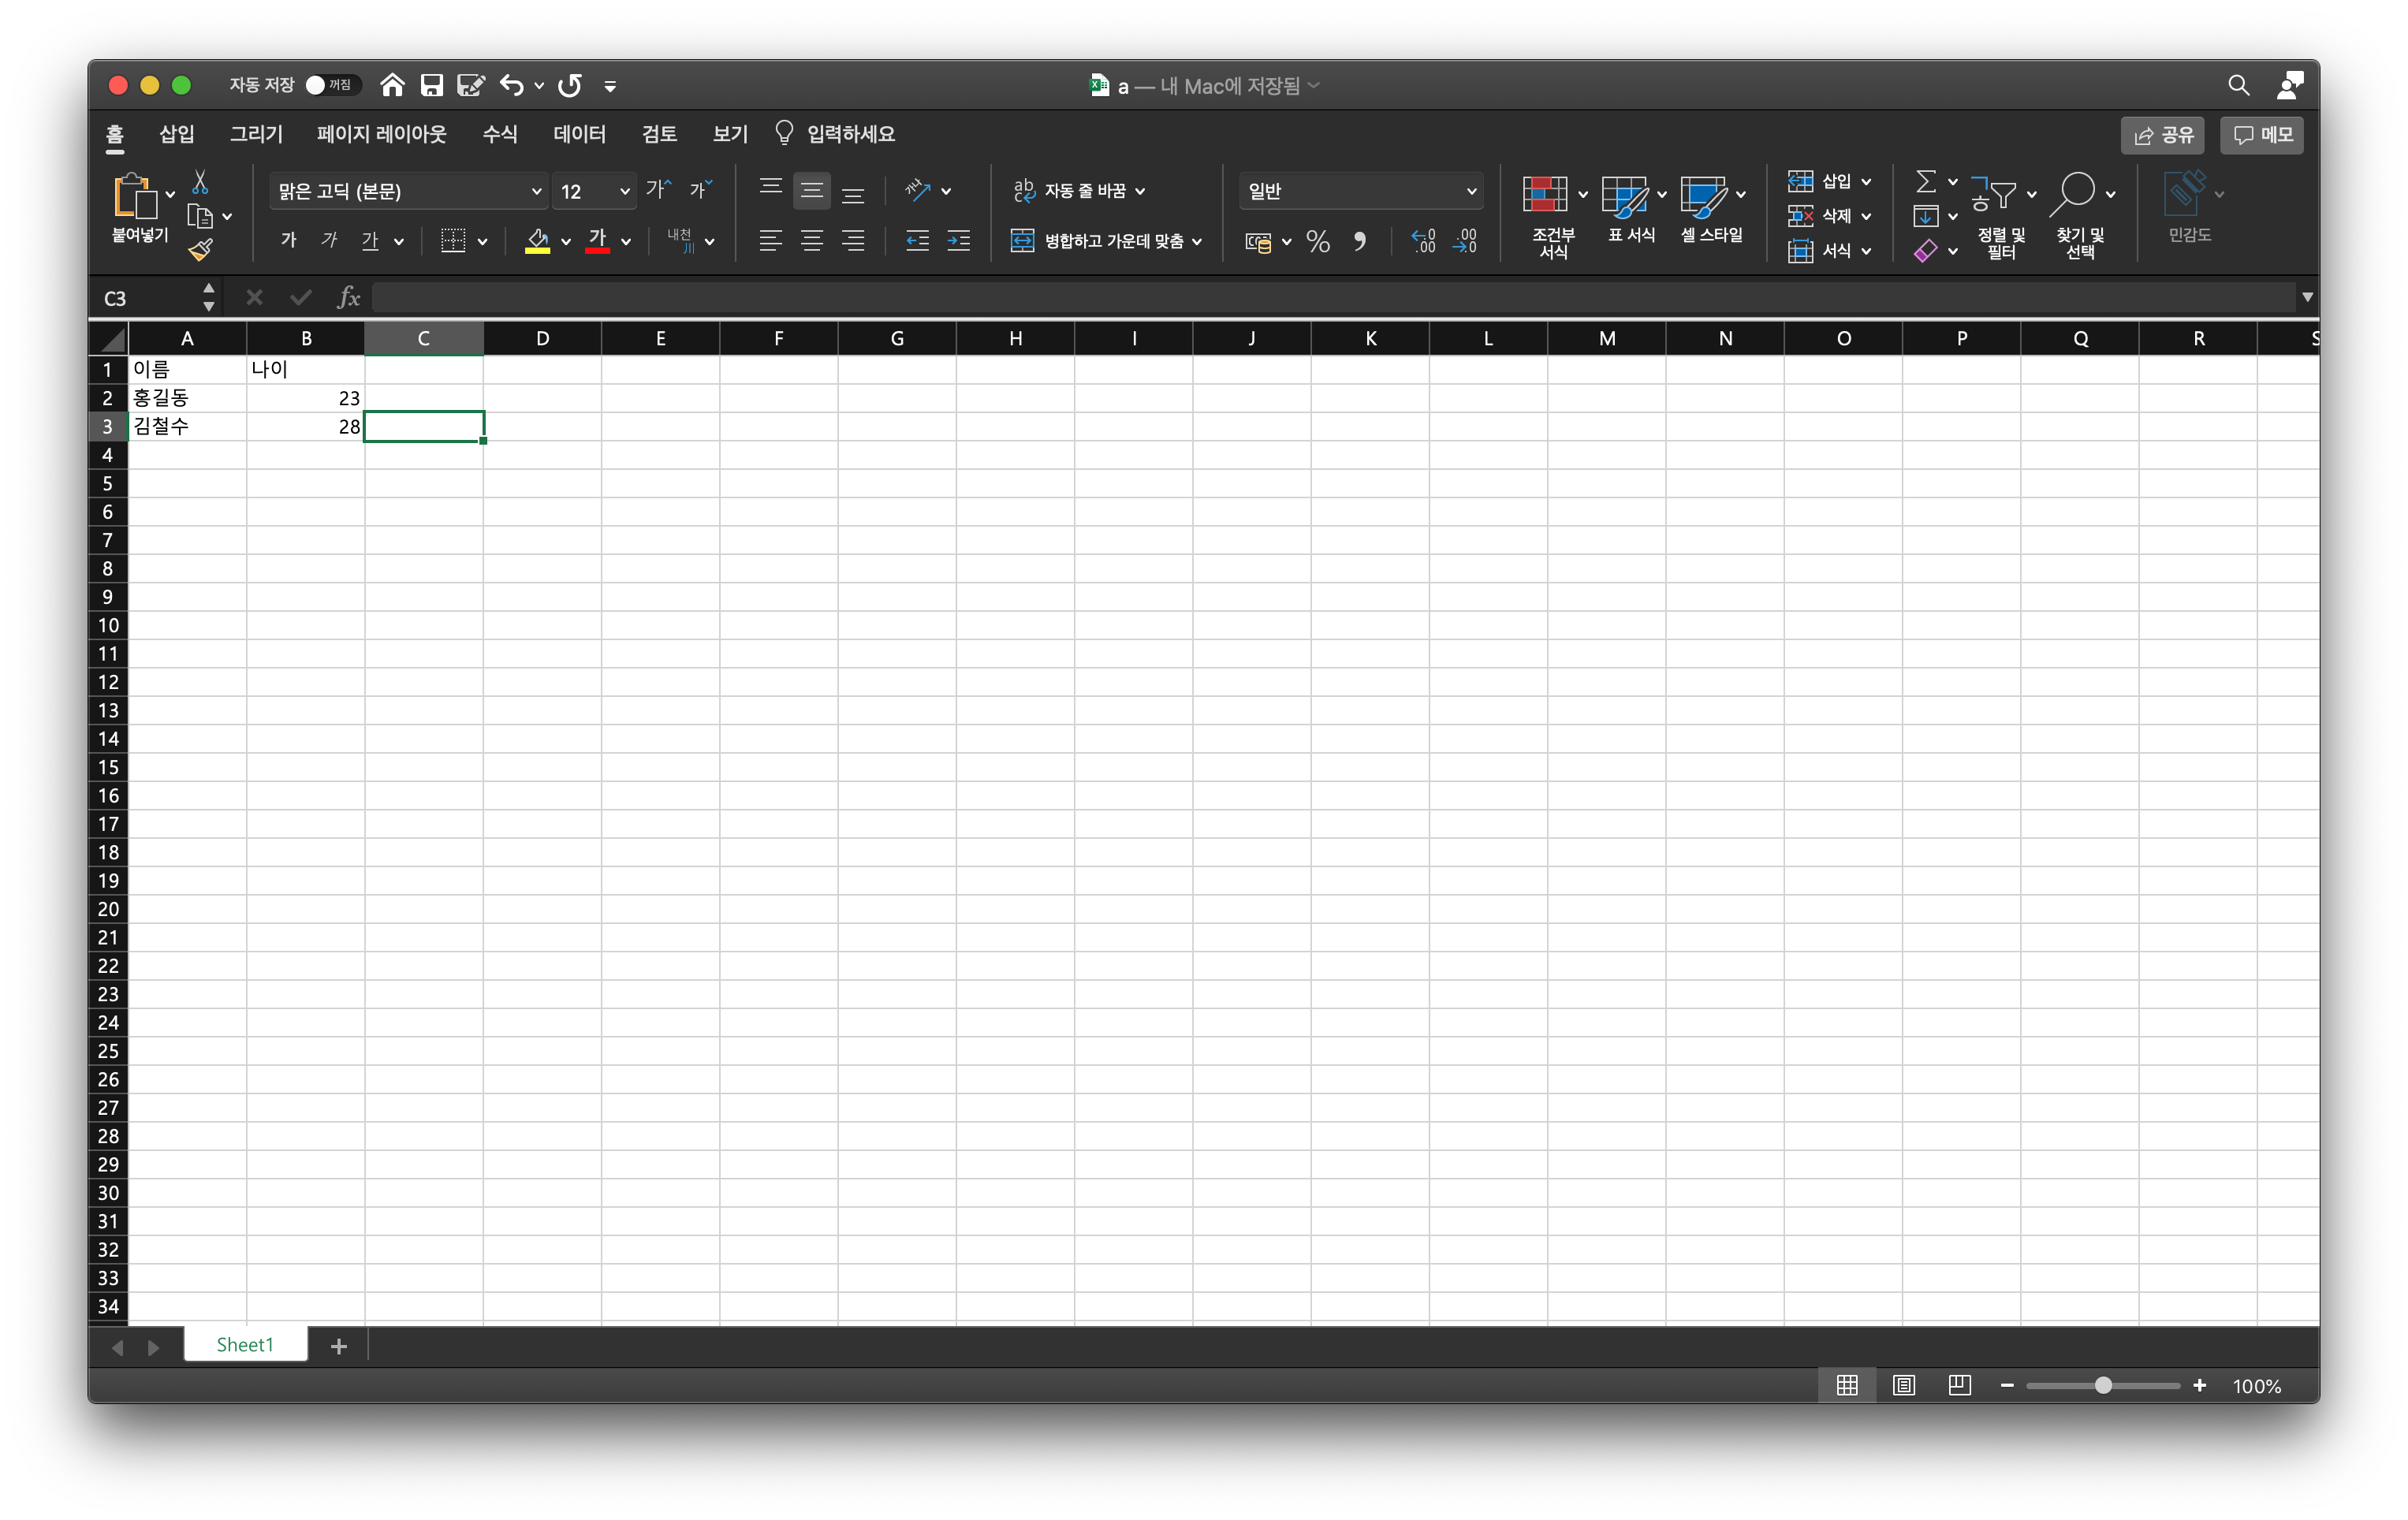 자동 저장 꺼짐 a — 내 Mac에 저장됨
홈 삽입 그리기 페이지 레이아웃 수식 데이터 검토 보기 입력하세요 공유 메모
붙여넣기 맑은 고딕 (본문) 12 가 가 자동 줄 바꿈 일반 조건부 서식 표 서식 셀 스타일 삽입 정렬 및 필터 찾기 및 선택 민감도
삭제
가 가 가 가 내천 병합하고 가운데 맞춤 % 서식
C3 fx
A B C D E F G H I J K L M N O P Q R S
1 이름 나이
2 홍길동 23
3 김철수 28
4
5
6
7
8
9
10
11
12
13
14
15
16
17
18
19
20
21
22
23
24
25
26
27
28
29
30
31
32
33
34
Sheet1 +
100%